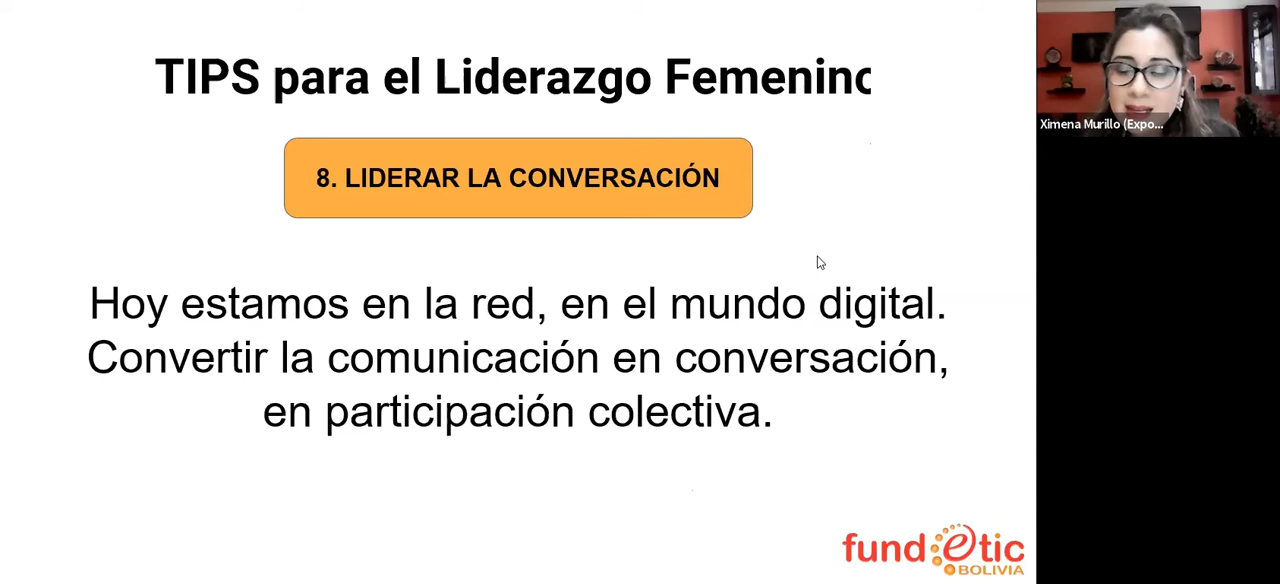 TIPS para el Liderazgo Femenino
8. LIDERAR LA CONVERSACIÓN
Hoy estamos en la red, en el mundo digital.
Convertir la comunicación en conversación,
en participación colectiva.
Ximena Murillo (Expo...
fundetic
BOLIVIA